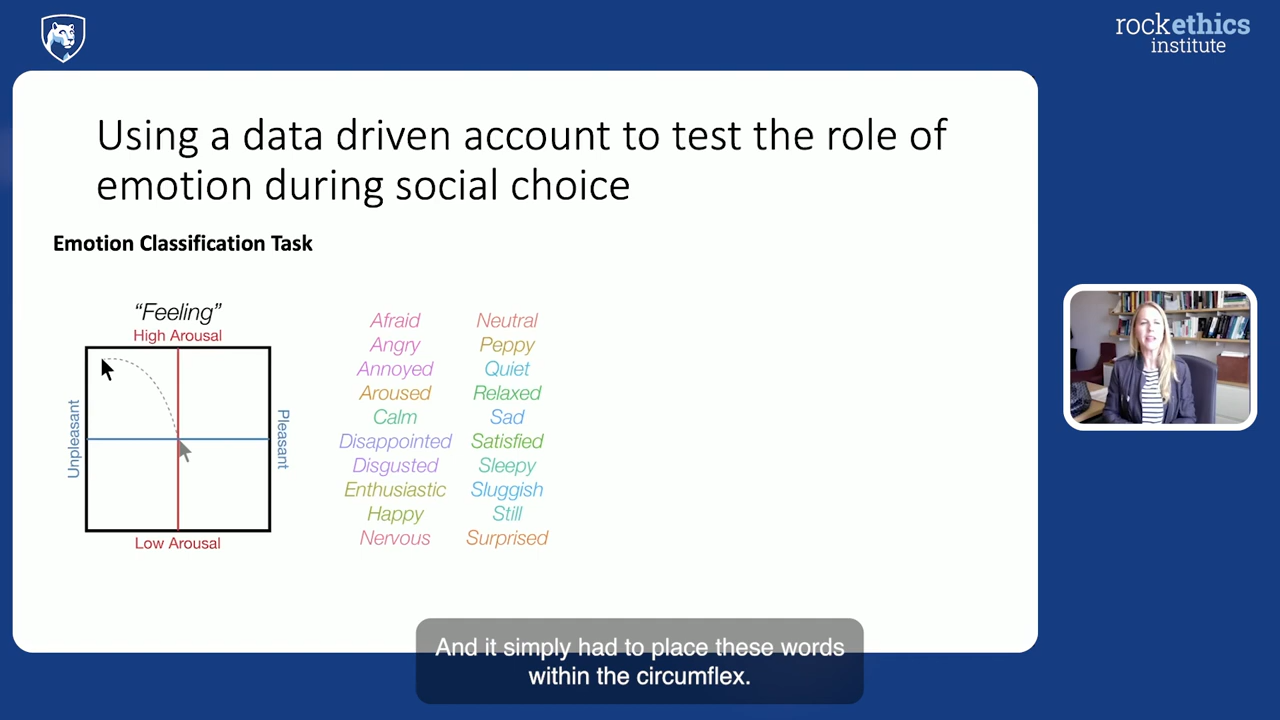 rockethics
institute
Using a data driven account to test the role of
emotion during social choice
Emotion Classification Task
“Feeling”
High Arousal
Unpleasant
Pleasant
Low Arousal
Afraid
Angry
Annoyed
Aroused
Calm
Disappointed
Disgusted
Enthusiastic
Happy
Nervous
Neutral
Peppy
Quiet
Relaxed
Sad
Satisfied
Sleepy
Sluggish
Still
Surprised
And it simply had to place these words
within the circumflex.